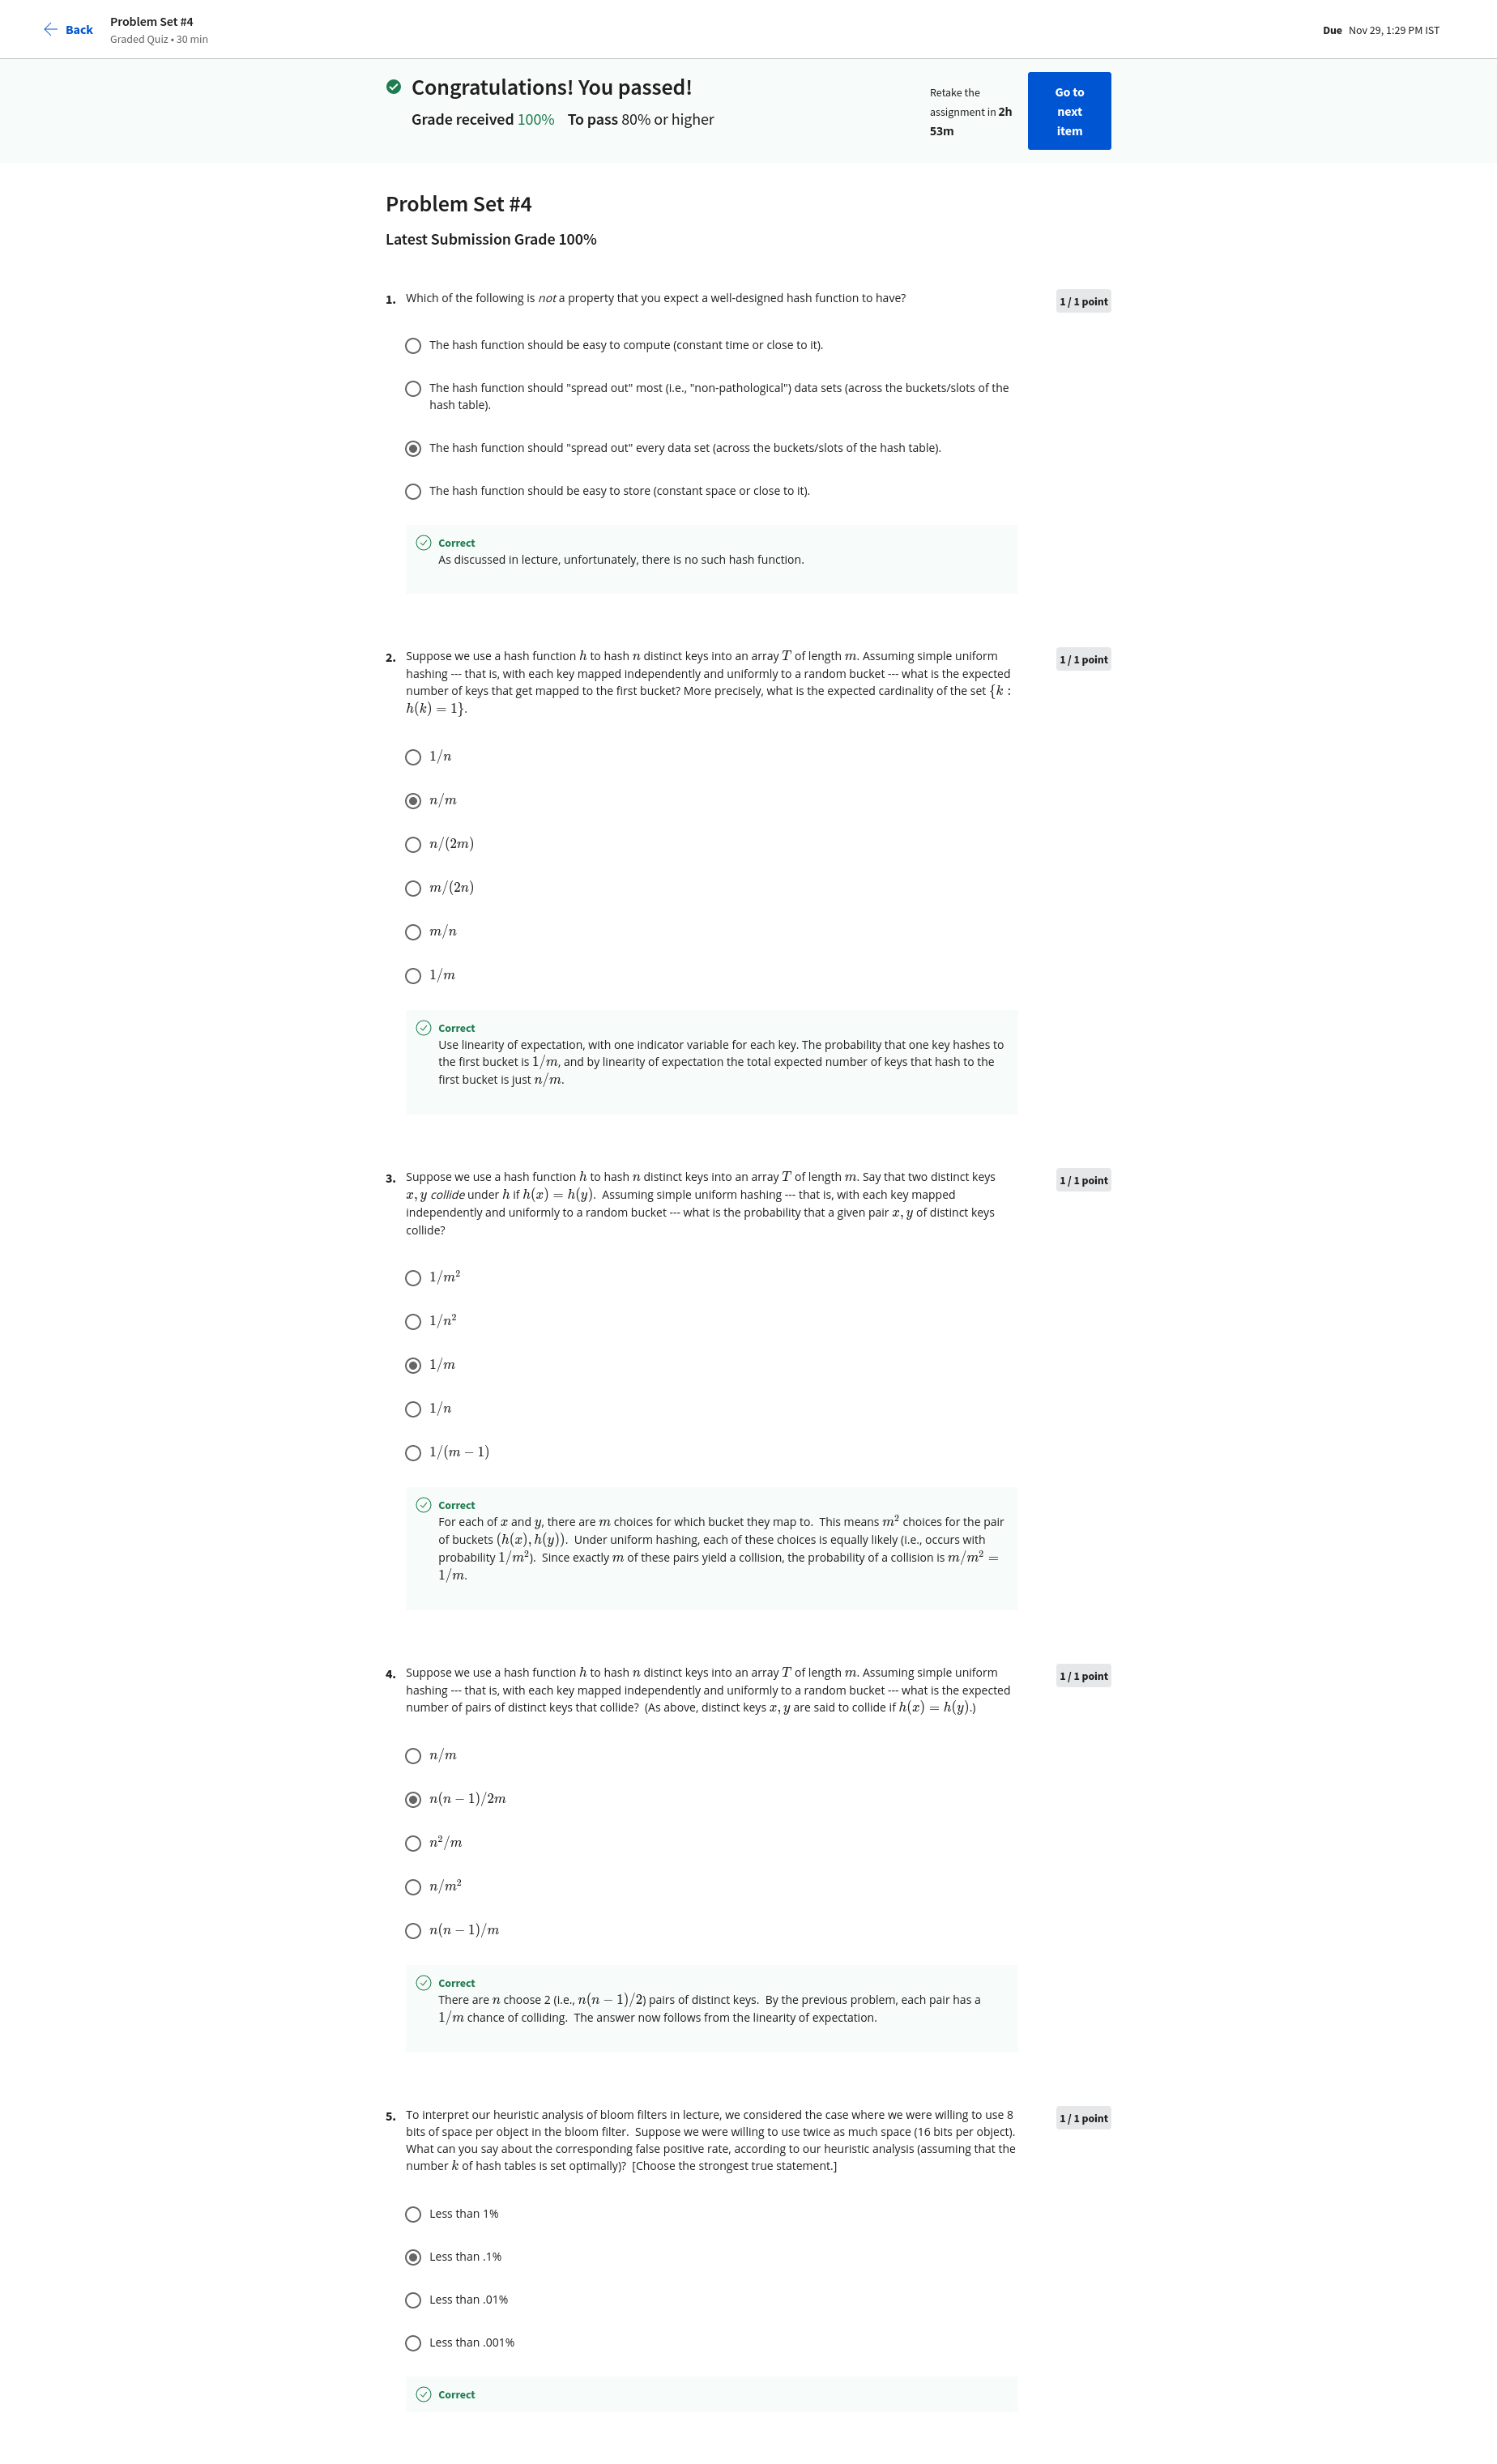 Back
Problem Set #4
Graded Quiz • 30 min
Due Nov 29, 1:29 PM IST
Congratulations! You passed!
Grade received 100% To pass 80% or higher
Retake the
assignment in 2h
53m
Go to
next
item
Problem Set #4
Latest Submission Grade 100%
1. Which of the following is not a property that you expect a well-designed hash function to have?
1 / 1 point
The hash function should be easy to compute (constant time or close to it).
The hash function should "spread out" most (i.e., "non-pathological") data sets (across the buckets/slots of the
hash table).
The hash function should "spread out" every data set (across the buckets/slots of the hash table).
The hash function should be easy to store (constant space or close to it).
Correct
As discussed in lecture, unfortunately, there is no such hash function.
2. Suppose we use a hash function h to hash n distinct keys into an array T of length m. Assuming simple uniform
1 / 1 point
hashing --- that is, with each key mapped independently and uniformly to a random bucket --- what is the expected
number of keys that get mapped to the first bucket? More precisely, what is the expected cardinality of the set {k :
h(k) = 1}.
1/n
n/m
n/(2m)
m/(2n)
m/n
1/m
Correct
Use linearity of expectation, with one indicator variable for each key. The probability that one key hashes to
the first bucket is 1/m, and by linearity of expectation the total expected number of keys that hash to the
first bucket is just n/m.
3. Suppose we use a hash function h to hash n distinct keys into an array T of length m. Say that two distinct keys
1 / 1 point
x, y collide under h if h(x) = h(y). Assuming simple uniform hashing --- that is, with each key mapped
independently and uniformly to a random bucket --- what is the probability that a given pair x, y of distinct keys
collide?
1/m²
1/n²
1/m
1/n
1/(m − 1)
Correct
For each of x and y, there are m choices for which bucket they map to. This means m² choices for the pair
of buckets (h(x), h(y)). Under uniform hashing, each of these choices is equally likely (i.e., occurs with
probability 1/m²). Since exactly m of these pairs yield a collision, the probability of a collision is m/m² =
1/m.
4. Suppose we use a hash function h to hash n distinct keys into an array T of length m. Assuming simple uniform
1 / 1 point
hashing --- that is, with each key mapped independently and uniformly to a random bucket --- what is the expected
number of pairs of distinct keys that collide? (As above, distinct keys x, y are said to collide if h(x) = h(y).)
n/m
n(n − 1)/2m
n²/m
n/m²
n(n − 1)/m
Correct
There are n choose 2 (i.e., n(n − 1)/2) pairs of distinct keys. By the previous problem, each pair has a
1/m chance of colliding. The answer now follows from the linearity of expectation.
5. To interpret our heuristic analysis of bloom filters in lecture, we considered the case where we were willing to use 8
1 / 1 point
bits of space per object in the bloom filter. Suppose we were willing to use twice as much space (16 bits per object).
What can you say about the corresponding false positive rate, according to our heuristic analysis (assuming that the
number k of hash tables is set optimally)? [Choose the strongest true statement.]
Less than 1%
Less than .1%
Less than .01%
Less than .001%
Correct